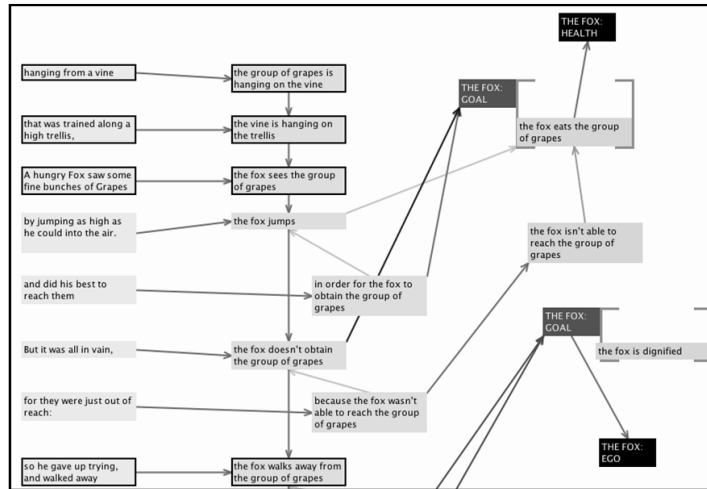 THE FOX:
HEALTH
hanging from a vine
the group of grapes is
hanging on the vine
THE FOX:
GOAL
that was trained along a
high trellis,
the vine is hanging on
the trellis
the fox eats the group
of grapes
A hungry Fox saw some
fine bunches of Grapes
the fox sees the group
of grapes
by jumping as high as
he could into the air.
the fox jumps
the fox isn't able to
reach the group of
grapes
and did his best to
reach them
in order for the fox to
obtain the group of
grapes
THE FOX:
GOAL
But it was all in vain,
the fox doesn't obtain
the group of grapes
the fox is dignified
for they were just out of
reach:
because the fox wasn't
able to reach the group
of grapes
THE FOX:
EGO
so he gave up trying,
and walked away
the fox walks away from
the group of grapes